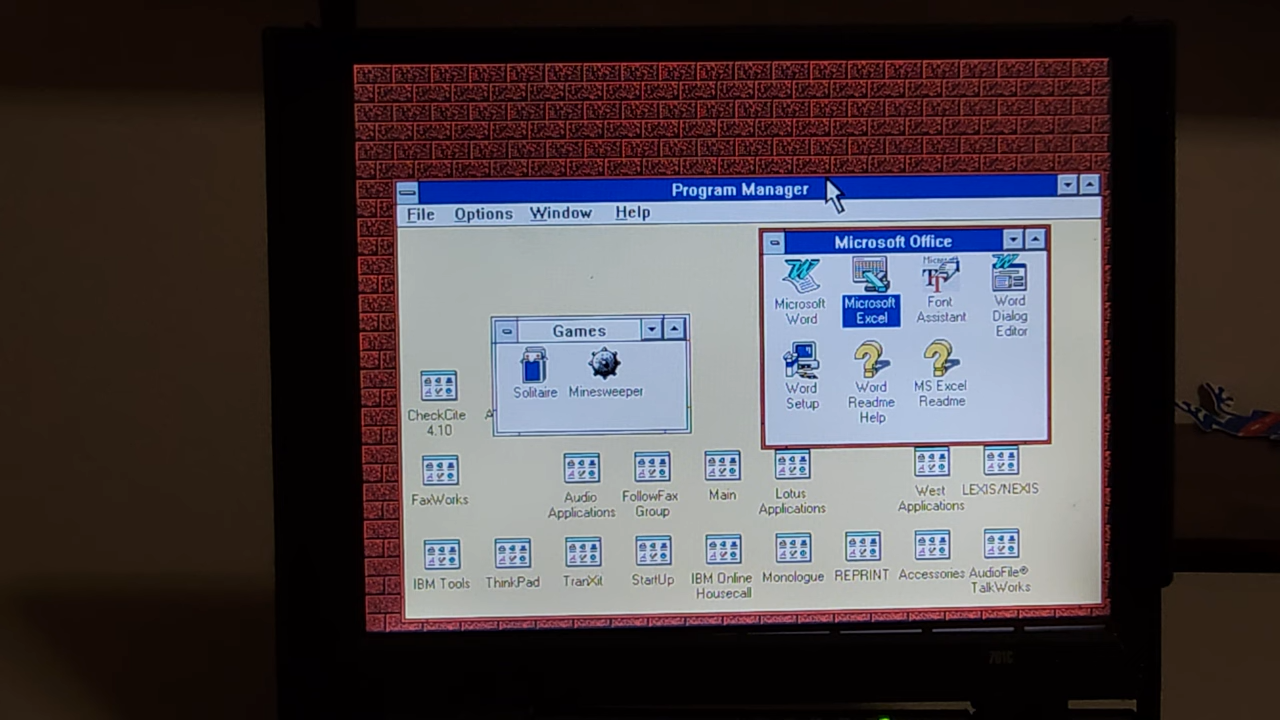 Program Manager
File Options Window Help
Microsoft Office
Microsoft Word
Microsoft Excel
Microsoft
Font Assistant
Word Dialog Editor
Games
Solitaire
Minesweeper
Word Setup
Word Readme Help
MS Excel Readme
CheckCite 4.10
A
FaxWorks
Audio Applications
FollowFax Group
Main
Lotus Applications
West Applications
LEXIS/NEXIS
IBM Tools
ThinkPad
TranXit
StartUp
IBM Online Housecall
Monologue
REPRINT
Accessories
AudioFile® TalkWorks
701C